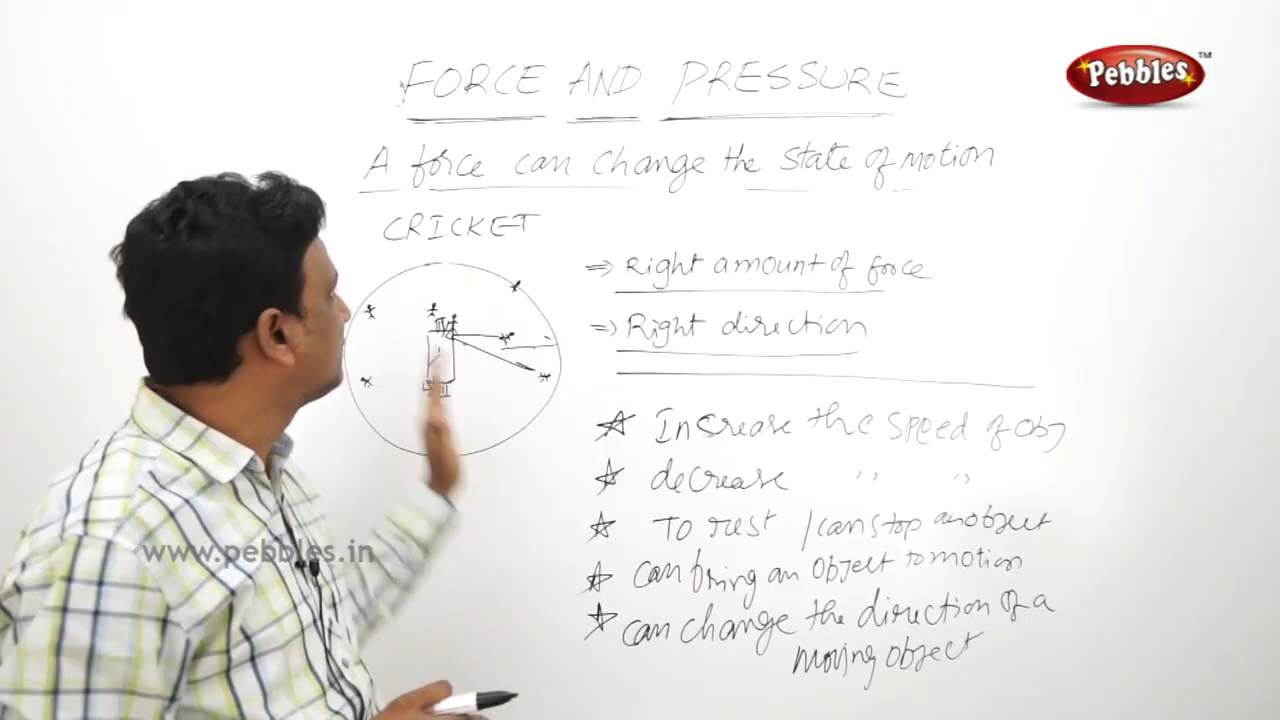 FORCE AND PRESSURE
Pebbles™
A force can change the state of motion
CRICKET
⇒ Right amount of force
⇒ Right direction
☆ Increase the speed of obj
☆ decrease ,, ,,
☆ To rest / can stop an object
☆ can bring an object to motion
☆ can change the direction of a
moving object
www.pebbles.in